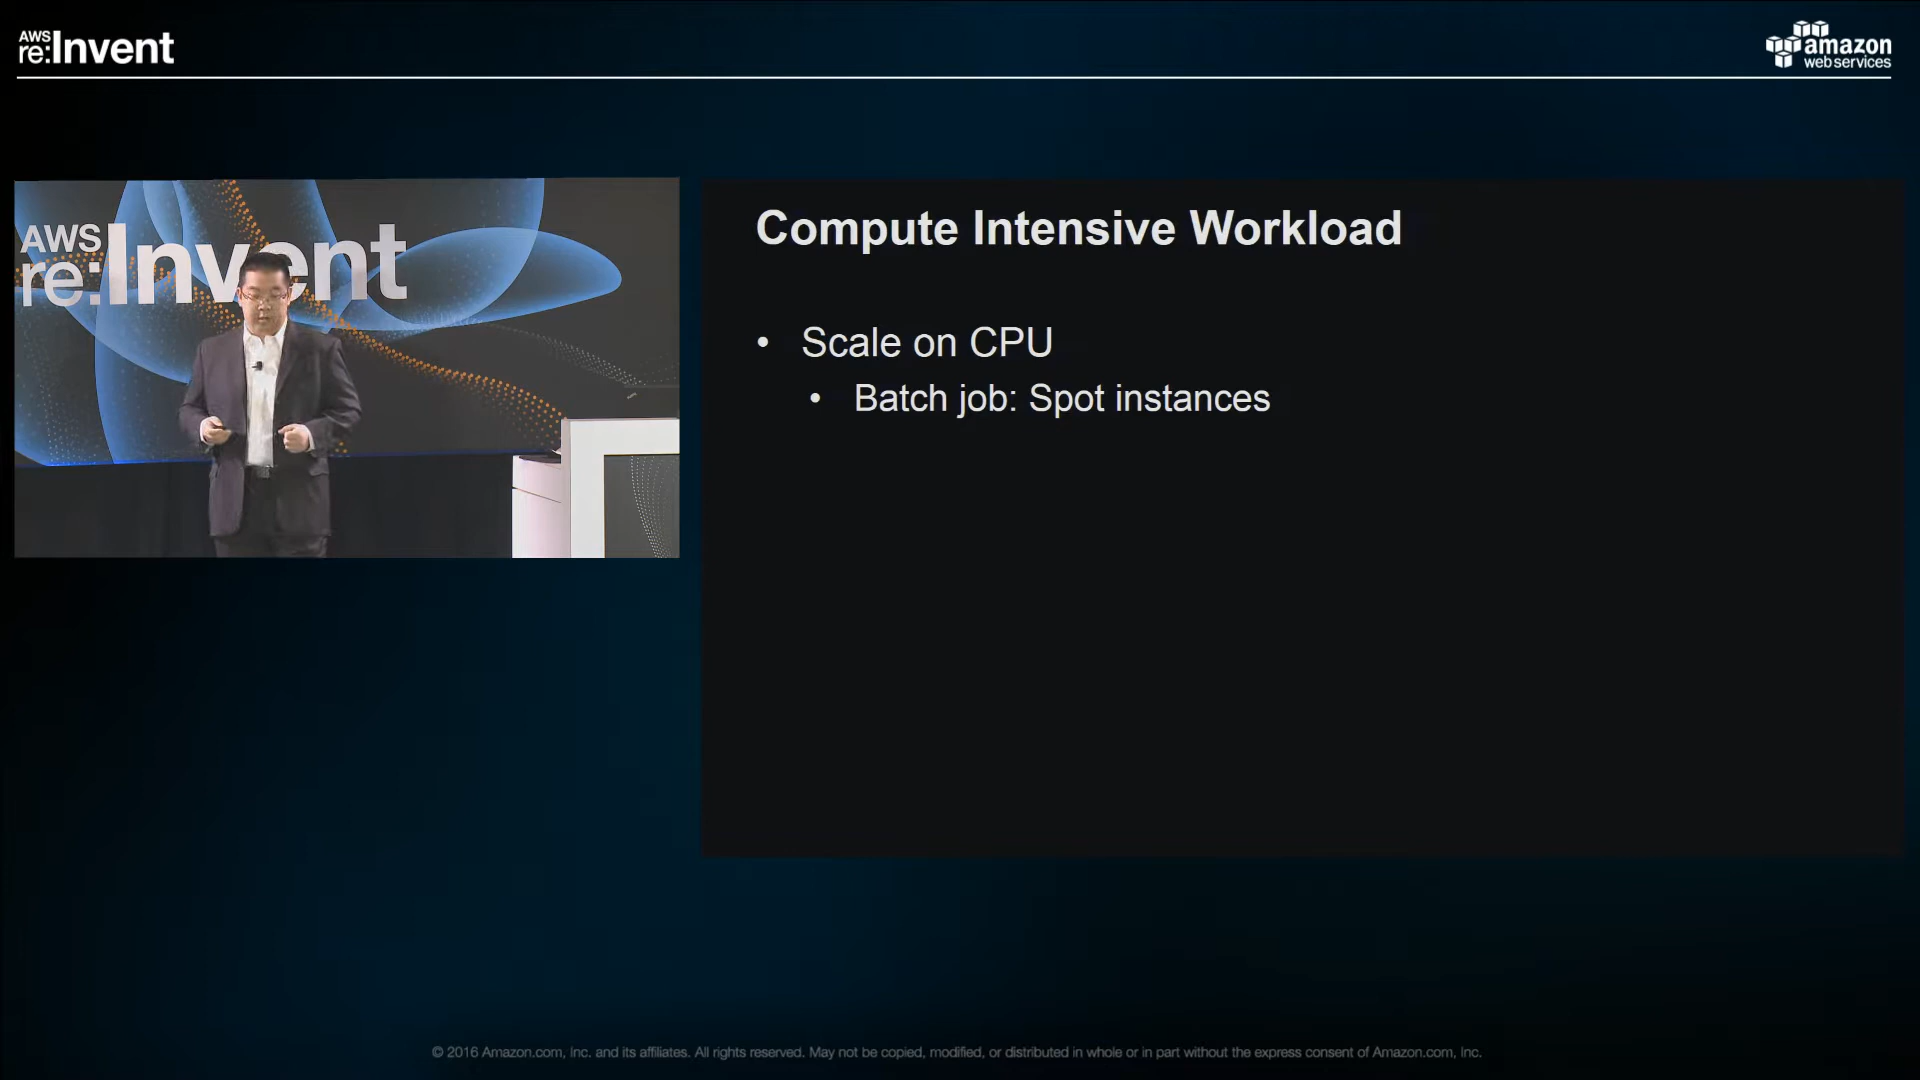 AWS
re:Invent
amazon
web services
AWS
re:Invent
Compute Intensive Workload
• Scale on CPU
• Batch job: Spot instances
© 2016 Amazon.com, Inc. and its affiliates. All rights reserved. May not be copied, modified, or distributed in whole or in part without the express consent of Amazon.com, Inc.